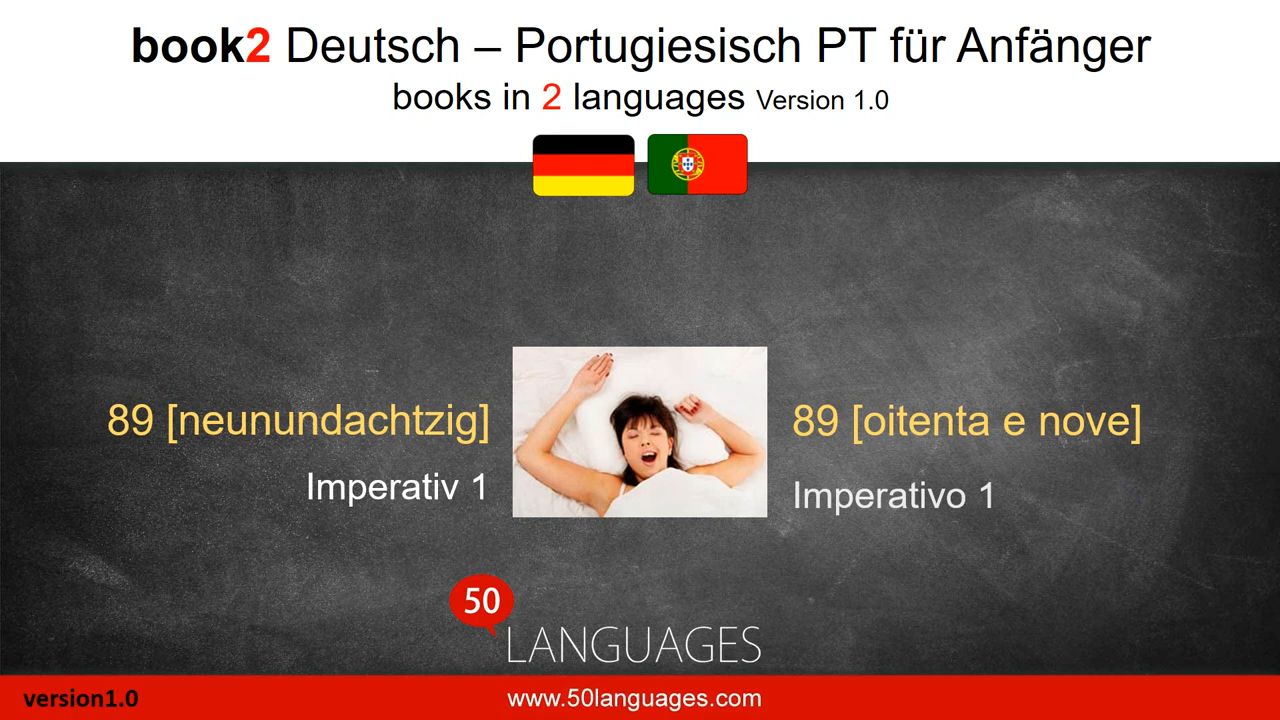 book2 Deutsch – Portugiesisch PT für Anfänger
books in 2 languages Version 1.0
89 [neunundachtzig]
Imperativ 1
89 [oitenta e nove]
Imperativo 1
50
LANGUAGES
version1.0
www.50languages.com